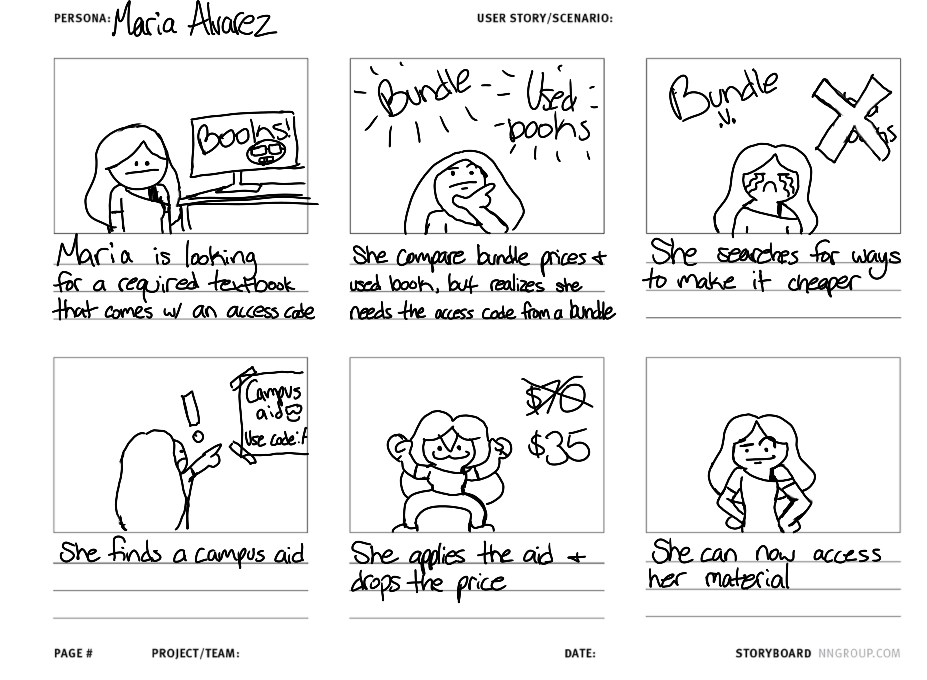 PERSONA: Maria Alvarez
USER STORY/SCENARIO:
Books!
Maria is looking
for a required textbook
that comes w/ an access code
Bundle
Used
books
She compare bundle prices +
used book, but realizes she
needs the access code from a bundle
Bundle
She searches for ways
to make it cheaper
Campus
aid
Use code:
She finds a campus aid
$70
$35
She applies the aid +
drops the price
She can now access
her material
PAGE #
PROJECT/TEAM:
DATE:
STORYBOARD NNGROUP.COM